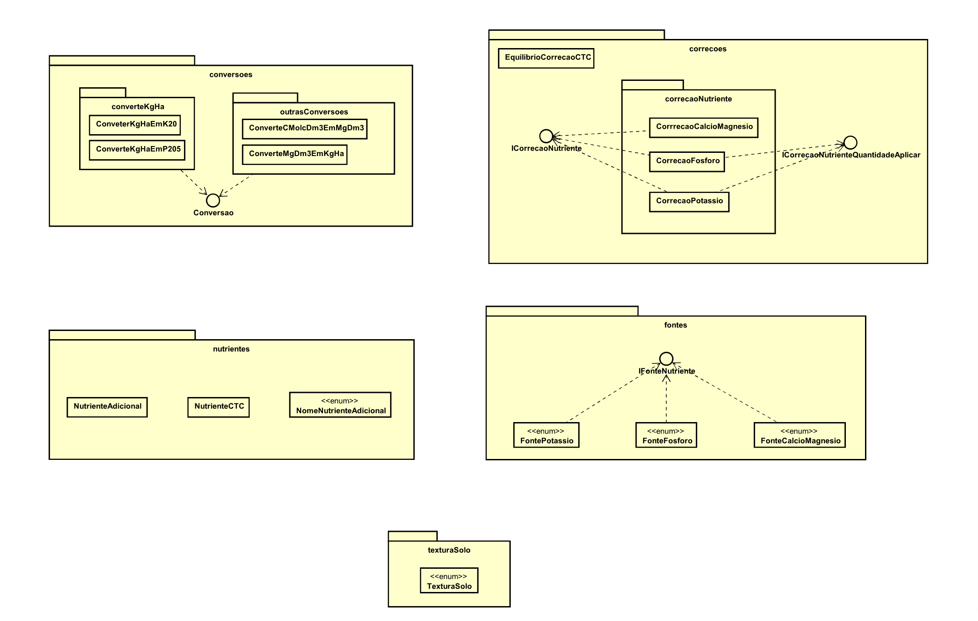 conversoes
converteKgHa
ConveterKgHaEmK20
ConverteKgHaEmP205
outrasConversoes
ConverteCMolcDm3EmMgDm3
ConverteMgDm3EmKgHa
Conversao
correcoes
EquilibrioCorrecaoCTC
correcaoNutriente
CorrrecaoCalcioMagnesio
CorrecaoFosforo
CorrecaoPotassio
ICorrecaoNutriente
ICorrecaoNutrienteQuantidadeAplicar
nutrientes
NutrienteAdicional
NutrienteCTC
<<enum>>
NomeNutrienteAdicional
fontes
IFonteNutriente
<<enum>>
FontePotassio
<<enum>>
FonteFosforo
<<enum>>
FonteCalcioMagnesio
texturaSolo
<<enum>>
TexturaSolo